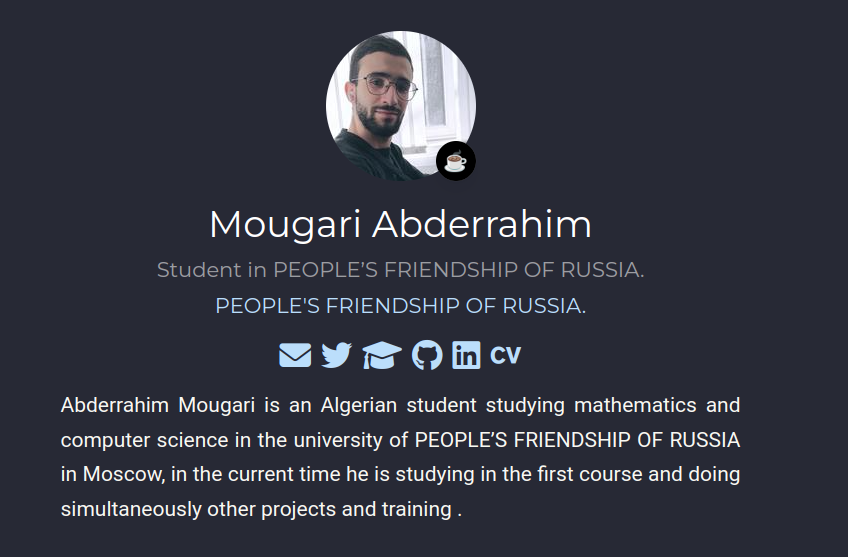 Mougari Abderrahim
Student in PEOPLE’S FRIENDSHIP OF RUSSIA.
PEOPLE'S FRIENDSHIP OF RUSSIA.
CV
Abderrahim Mougari is an Algerian student studying mathematics and
computer science in the university of PEOPLE’S FRIENDSHIP OF RUSSIA
in Moscow, in the current time he is studying in the first course and doing
simultaneously other projects and training .